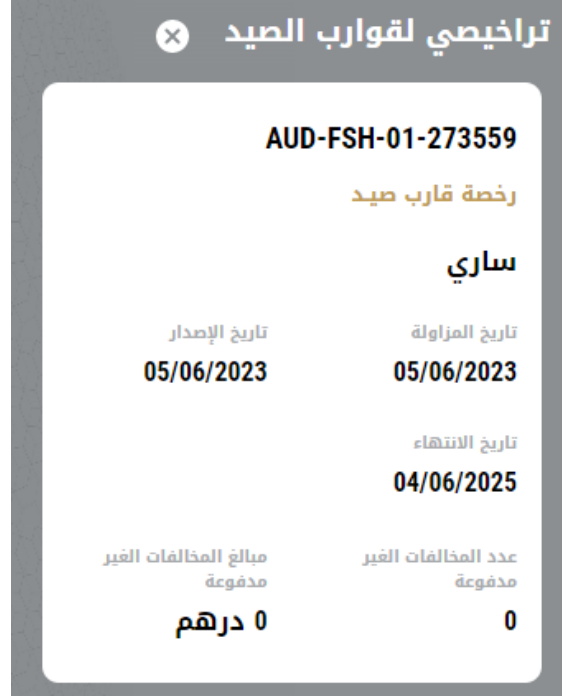 تراخيصي لقوارب الصيد
AUD-FSH-01-273559
رخصة قارب صيد
ساري
تاريخ المزاولة
05/06/2023
تاريخ الإصدار
05/06/2023
تاريخ الانتهاء
04/06/2025
عدد المخالفات الغير
مدفوعة
0
مبالغ المخالفات الغير
مدفوعة
0 درهم